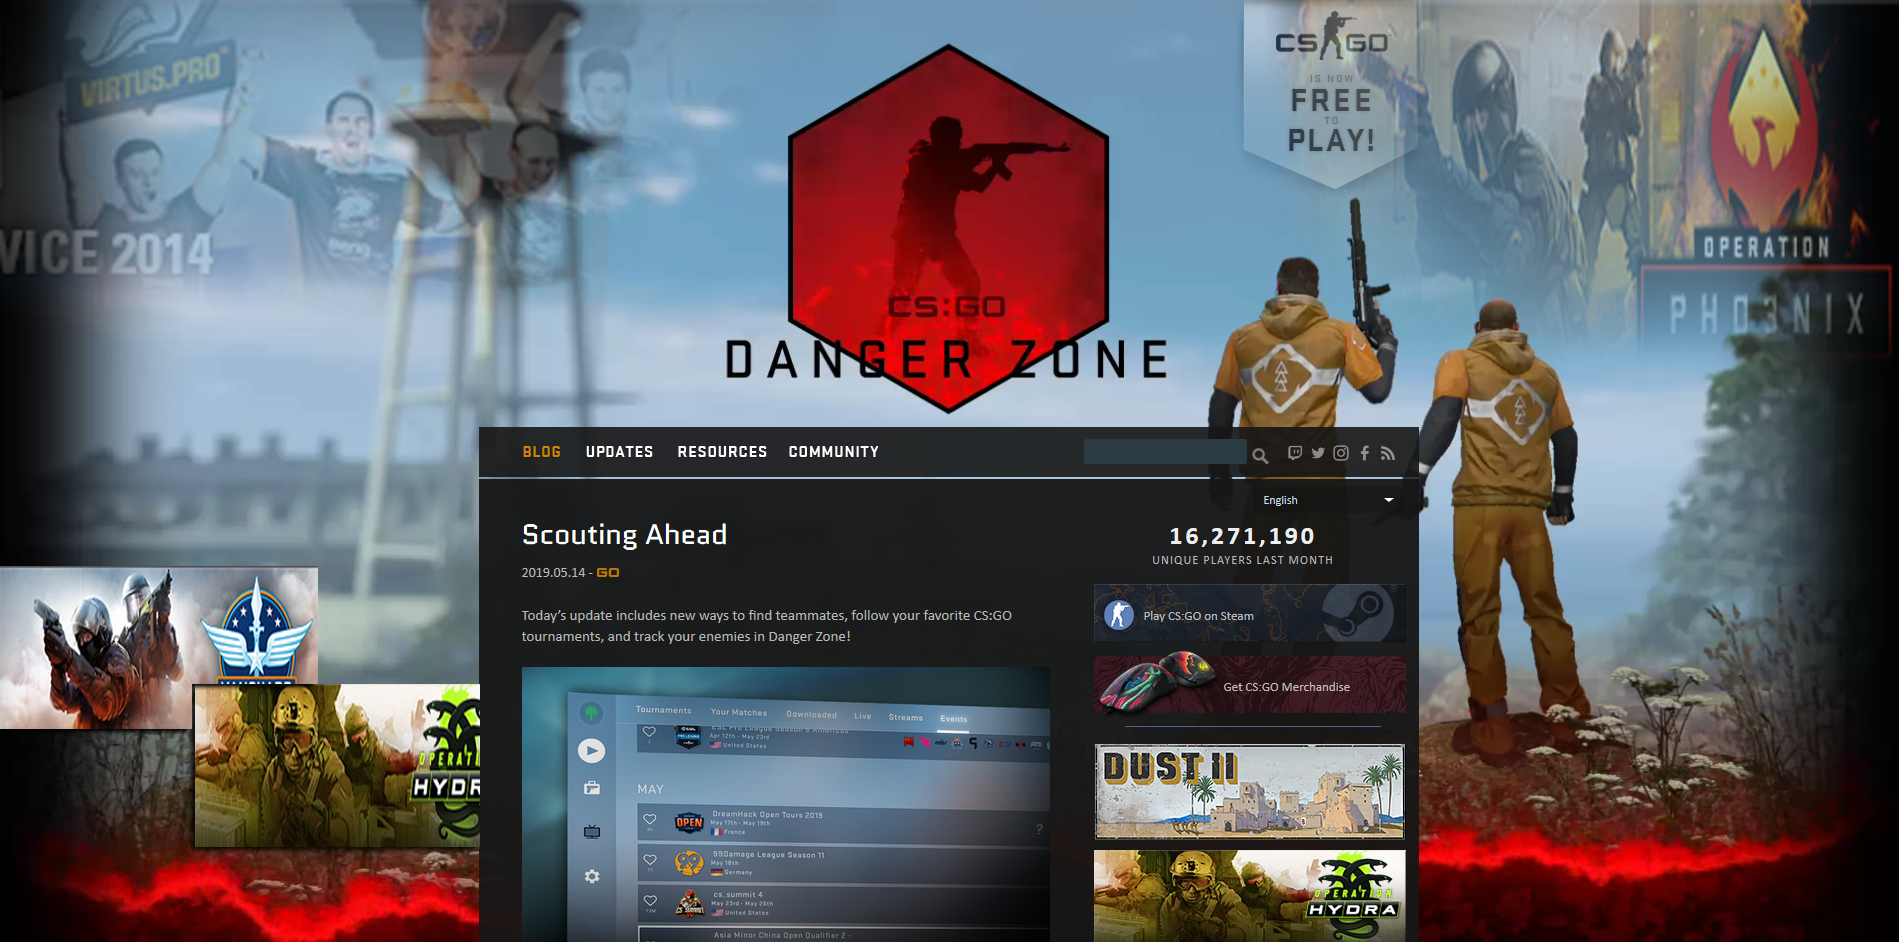 VIRTUS.PRO
VICE 2014
CS GO
IS NOW
FREE
TO
PLAY!
OPERATION
PHO3NIX
CS:GO
DANGER ZONE
BLOG UPDATES RESOURCES COMMUNITY
English
Scouting Ahead
2019.05.14 - GO
Today's update includes new ways to find teammates, follow your favorite CS:GO
tournaments, and track your enemies in Danger Zone!
16,271,190
UNIQUE PLAYERS LAST MONTH
Play CS:GO on Steam
Get CS:GO Merchandise
DUST II
OPERATION
HYDRA
VANGUARD
OPERATI
HYDR
Tournaments Your Matches Downloaded Live Streams Events
ESL Pro League Season 9 Americas
Apr 12th - May 23rd
United States
MAY
DreamHack Open Tours 2019
May 17th - May 19th
France
OPEN
99Damage League Season 11
May 18th
Germany
cs_summit 4
May 23rd - May 26th
United States
Asia Minor China Open Qualifier 2 -